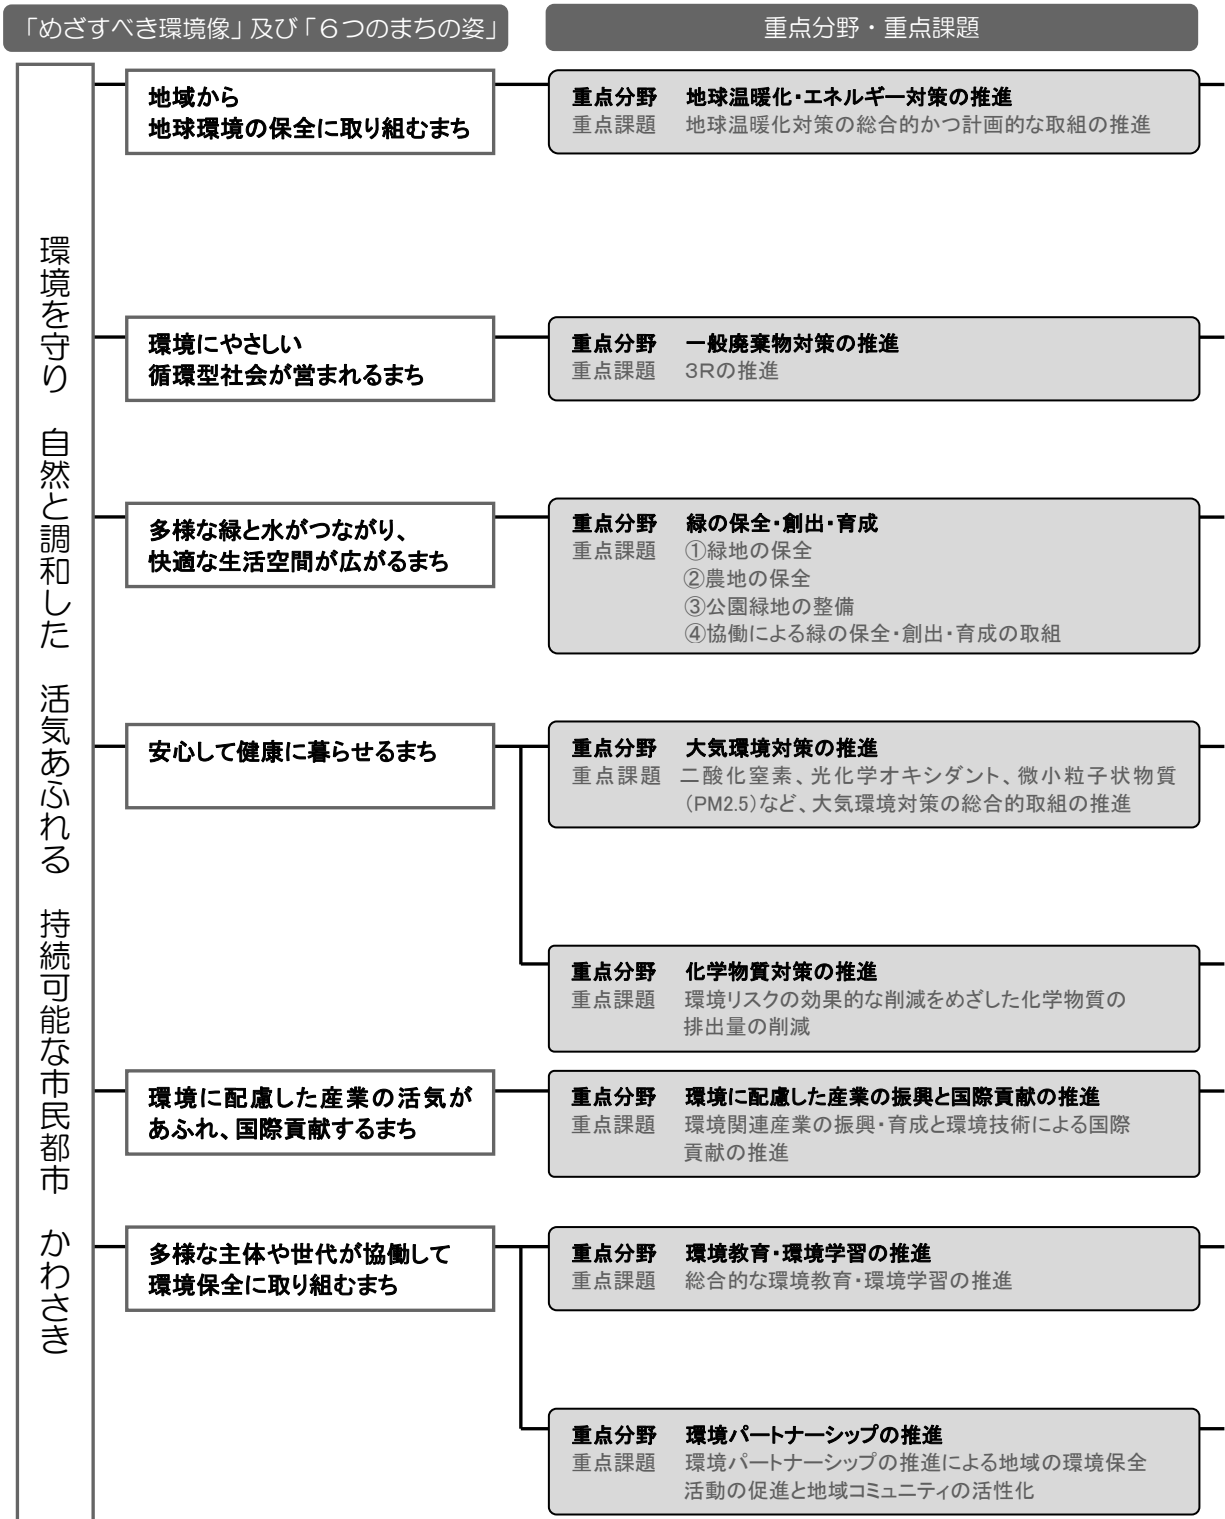 「めざすべき環境像」及び「６つのまちの姿」
重点分野・重点課題
環境を守り　自然と調和した　活気あふれる　持続可能な市民都市　かわさき
地域から
地球環境の保全に取り組むまち
重点分野　地球温暖化・エネルギー対策の推進
重点課題　地球温暖化対策の総合的かつ計画的な取組の推進
環境にやさしい
循環型社会が営まれるまち
重点分野　一般廃棄物対策の推進
重点課題　３Ｒの推進
多様な緑と水がつながり、
快適な生活空間が広がるまち
重点分野　緑の保全・創出・育成
重点課題　①緑地の保全
②農地の保全
③公園緑地の整備
④協働による緑の保全・創出・育成の取組
安心して健康に暮らせるまち
重点分野　大気環境対策の推進
重点課題　二酸化窒素、光化学オキシダント、微小粒子状物質
（PM2.5）など、大気環境対策の総合的取組の推進
重点分野　化学物質対策の推進
重点課題　環境リスクの効果的な削減をめざした化学物質の
排出量の削減
環境に配慮した産業の活気が
あふれ、国際貢献するまち
重点分野　環境に配慮した産業の振興と国際貢献の推進
重点課題　環境関連産業の振興・育成と環境技術による国際
貢献の推進
多様な主体や世代が協働して
環境保全に取り組むまち
重点分野　環境教育・環境学習の推進
重点課題　総合的な環境教育・環境学習の推進
重点分野　環境パートナーシップの推進
重点課題　環境パートナーシップの推進による地域の環境保全
活動の促進と地域コミュニティの活性化